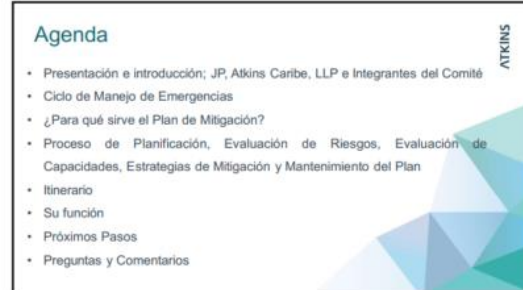 Agenda
ATKINS
• Presentación e introducción; JP, Atkins Caribe, LLP e Integrantes del Comité
• Ciclo de Manejo de Emergencias
• ¿Para qué sirve el Plan de Mitigación?
• Proceso de Planificación, Evaluación de Riesgos, Evaluación de
Capacidades, Estrategias de Mitigación y Mantenimiento del Plan
• Itinerario
• Su función
• Próximos Pasos
• Preguntas y Comentarios